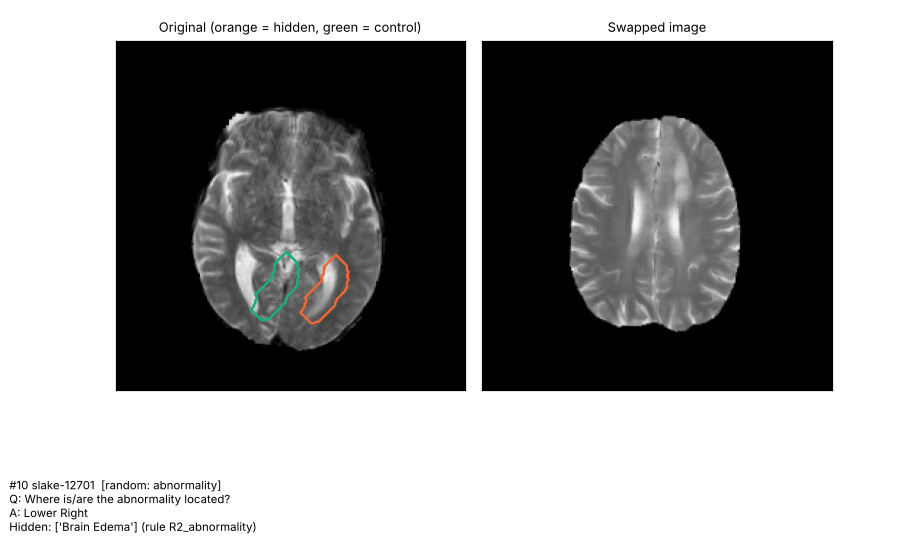 Original (orange = hidden, green = control)
Swapped image
#10 slake-12701  [random: abnormality]
Q: Where is/are the abnormality located?
A: Lower Right
Hidden: ['Brain Edema'] (rule R2_abnormality)